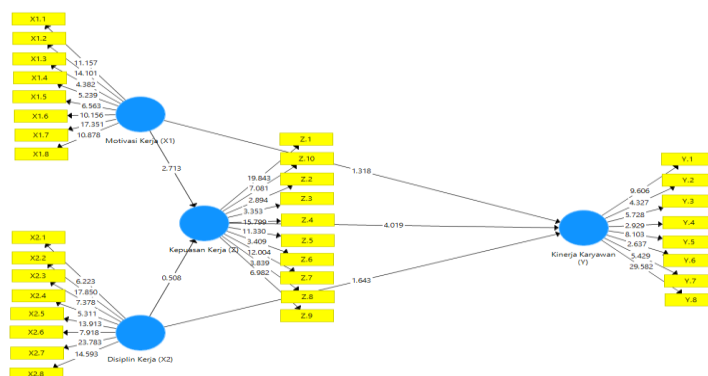 X1.1
X1.2
X1.3
X1.4
X1.5
X1.6
X1.7
X1.8
11.157
14.101
4.382
5.239
6.563
10.156
17.351
10.878
Motivasi Kerja (X1)
2.713
1.318
Z.1
Z.10
Z.2
Z.3
Z.4
Z.5
Z.6
Z.7
Z.8
Z.9
19.843
7.081
2.894
3.353
15.799
11.330
3.409
12.004
3.839
6.982
Kepuasan Kerja (Z)
4.019
0.508
1.643
X2.1
X2.2
X2.3
X2.4
X2.5
X2.6
X2.7
X2.8
6.223
17.850
7.378
5.311
13.913
7.918
23.783
14.593
Disiplin Kerja (X2)
Y.1
Y.2
Y.3
Y.4
Y.5
Y.6
Y.7
Y.8
9.606
4.327
5.728
2.929
8.103
2.637
5.429
29.582
Kinerja Karyawan
(Y)